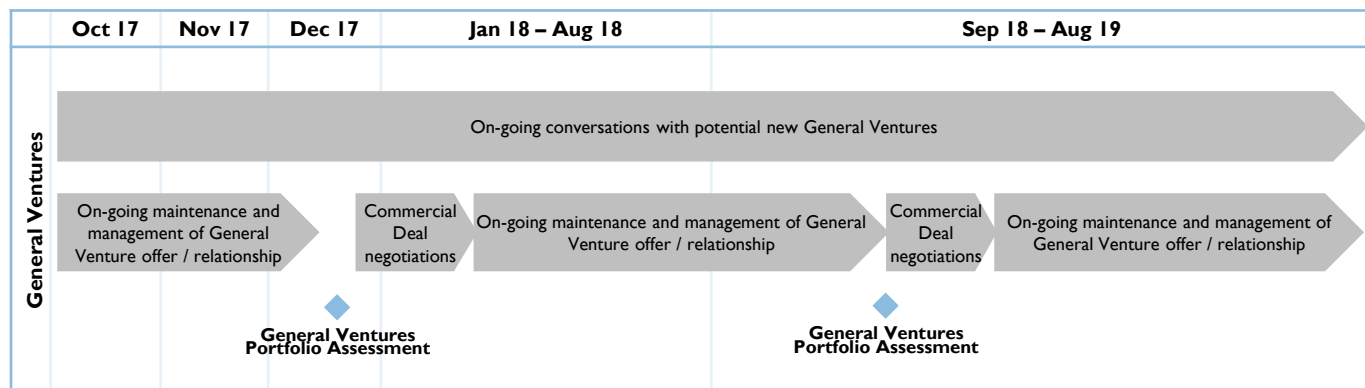 Oct 17
Nov 17
Dec 17
Jan 18 – Aug 18
Sep 18 – Aug 19
General Ventures
On-going conversations with potential new General Ventures
On-going maintenance and
management of General
Venture offer / relationship
Commercial
Deal
negotiations
On-going maintenance and management of General
Venture offer / relationship
Commercial
Deal
negotiations
On-going maintenance and management of
General Venture offer / relationship
General Ventures
Portfolio Assessment
General Ventures
Portfolio Assessment